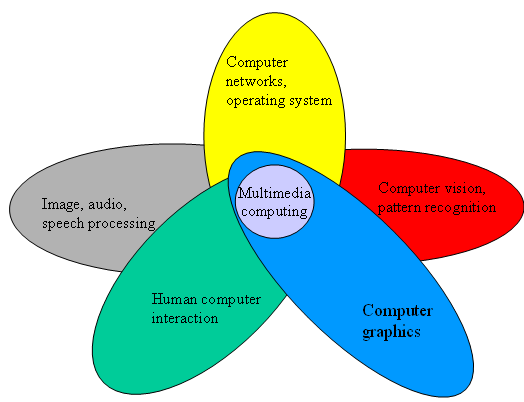 Computer
networks,
operating system
Multimedia
computing
Computer vision,
pattern recognition
Image, audio,
speech processing
Human computer
interaction
Computer
graphics